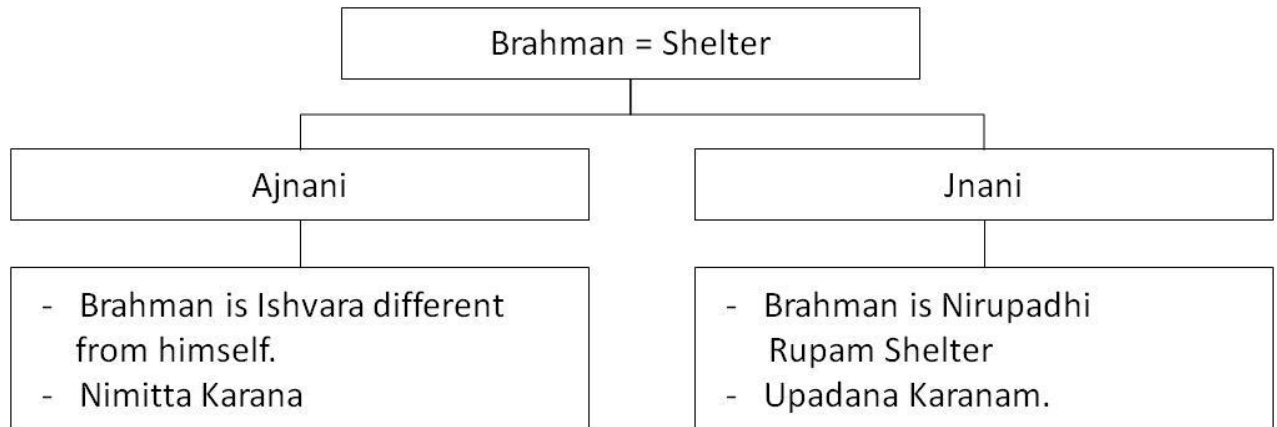 Brahman = Shelter
Ajnani
Jnani
- Brahman is Ishvara different
from himself.
- Nimitta Karana
- Brahman is Nirupadhi
Rupam Shelter
- Upadana Karanam.